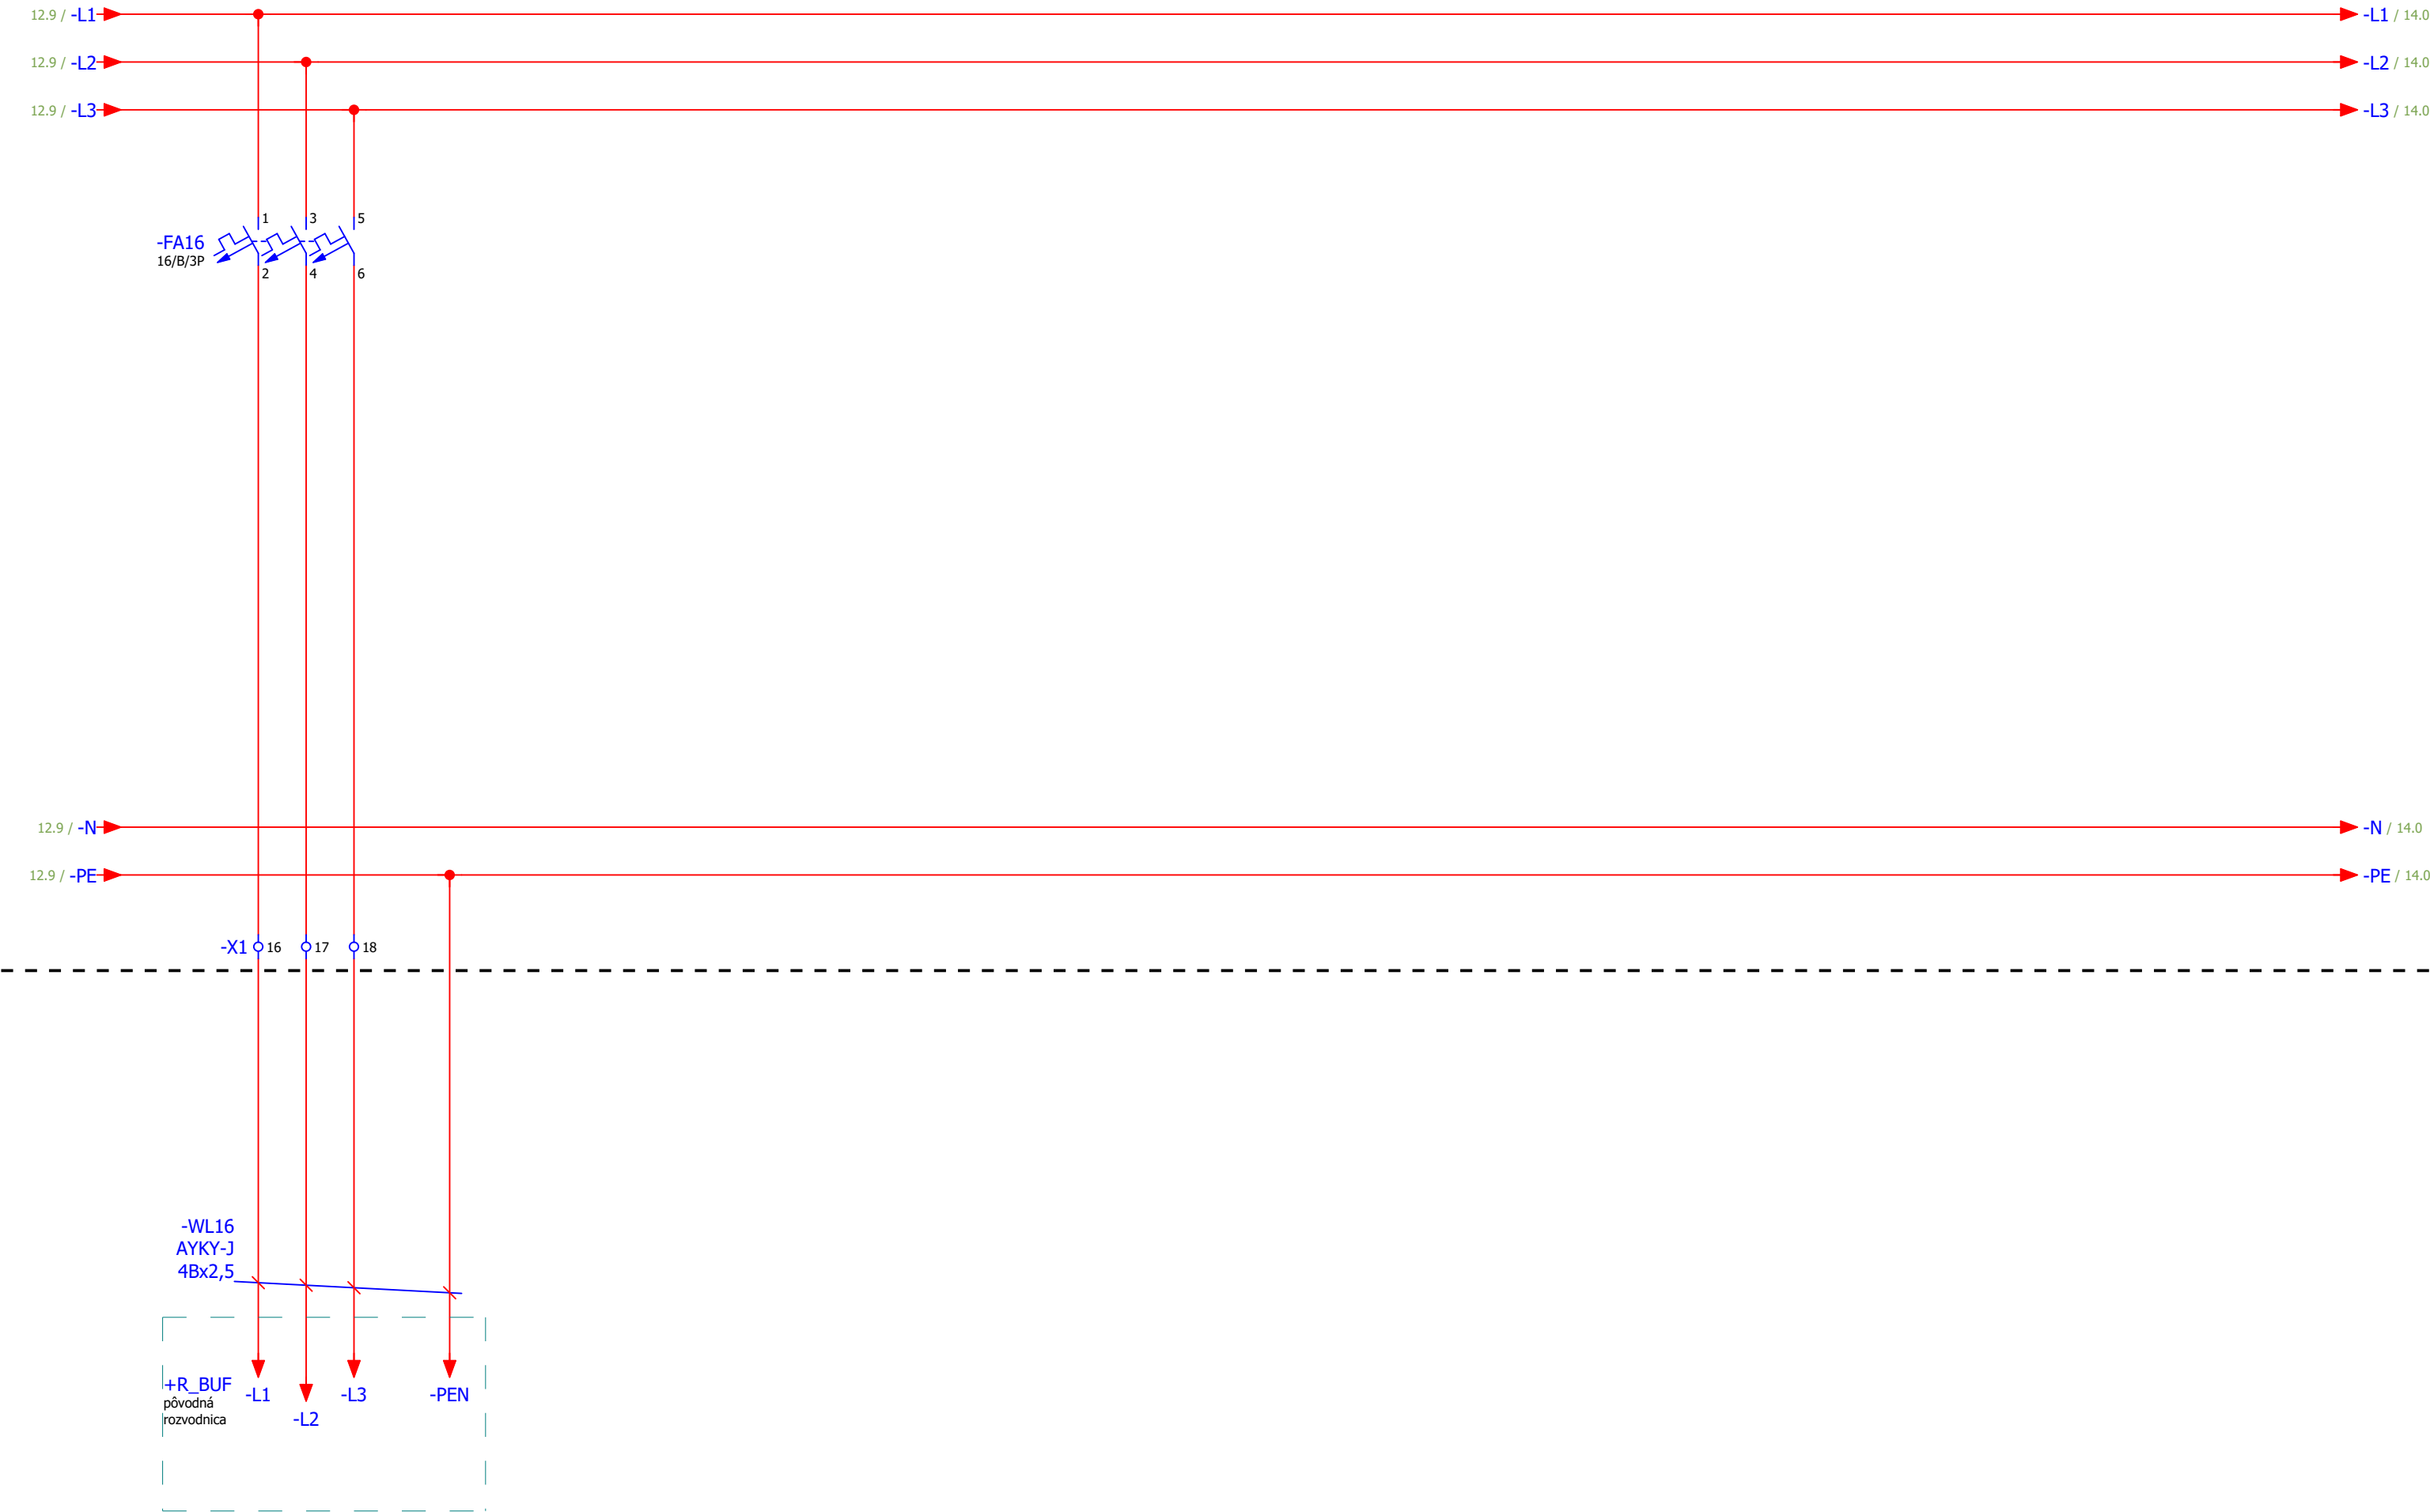 12.9 / -L1
-L1 / 14.0
12.9 / -L2
-L2 / 14.0
12.9 / -L3
-L3 / 14.0
1 3 5
-FA16
16/B/3P
2 4 6
12.9 / -N
-N / 14.0
12.9 / -PE
-PE / 14.0
-X1 16 17 18
-WL16
AYKY-J
4Bx2,5
+R_BUF
pôvodná
rozvodnica
-L1
-L2
-L3
-PEN